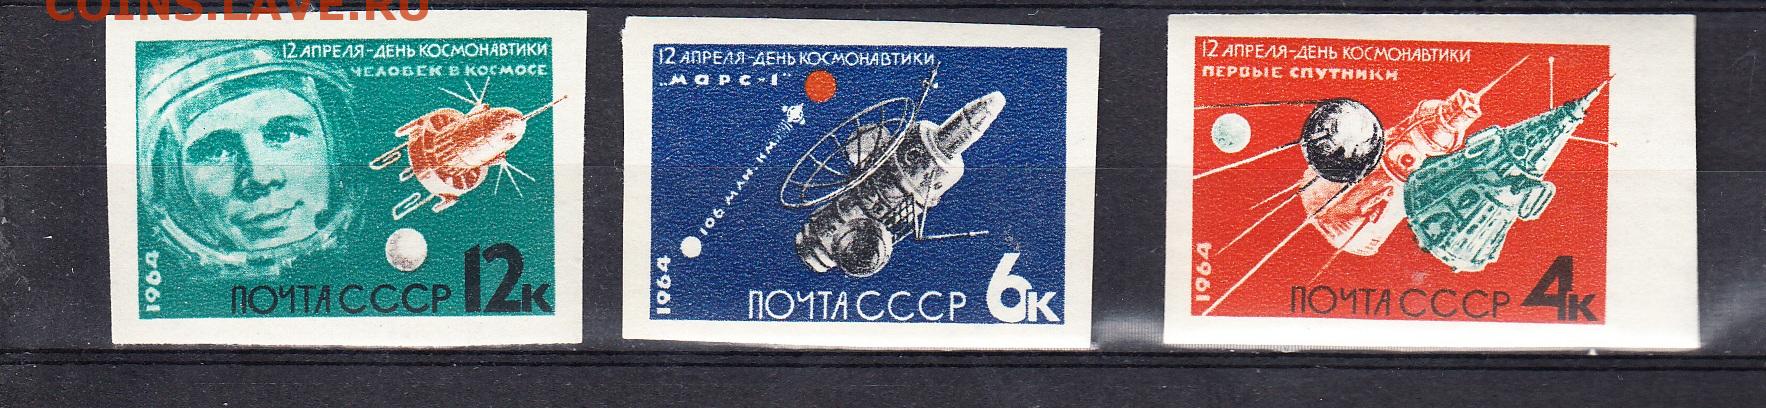 COINS.LAVE.RU
12 АПРЕЛЯ-ДЕНЬ КОСМОНАВТИКИ
ЧЕЛОВЕК В КОСМОСЕ
1964
ПОЧТА СССР 12К
12 АПРЕЛЯ-ДЕНЬ КОСМОНАВТИКИ
„МАРС-1"
106 МЛН.КМ
1964
ПОЧТА СССР 6К
12 АПРЕЛЯ-ДЕНЬ КОСМОНАВТИКИ
ПЕРВЫЕ СПУТНИКИ
1964
ПОЧТА СССР 4К